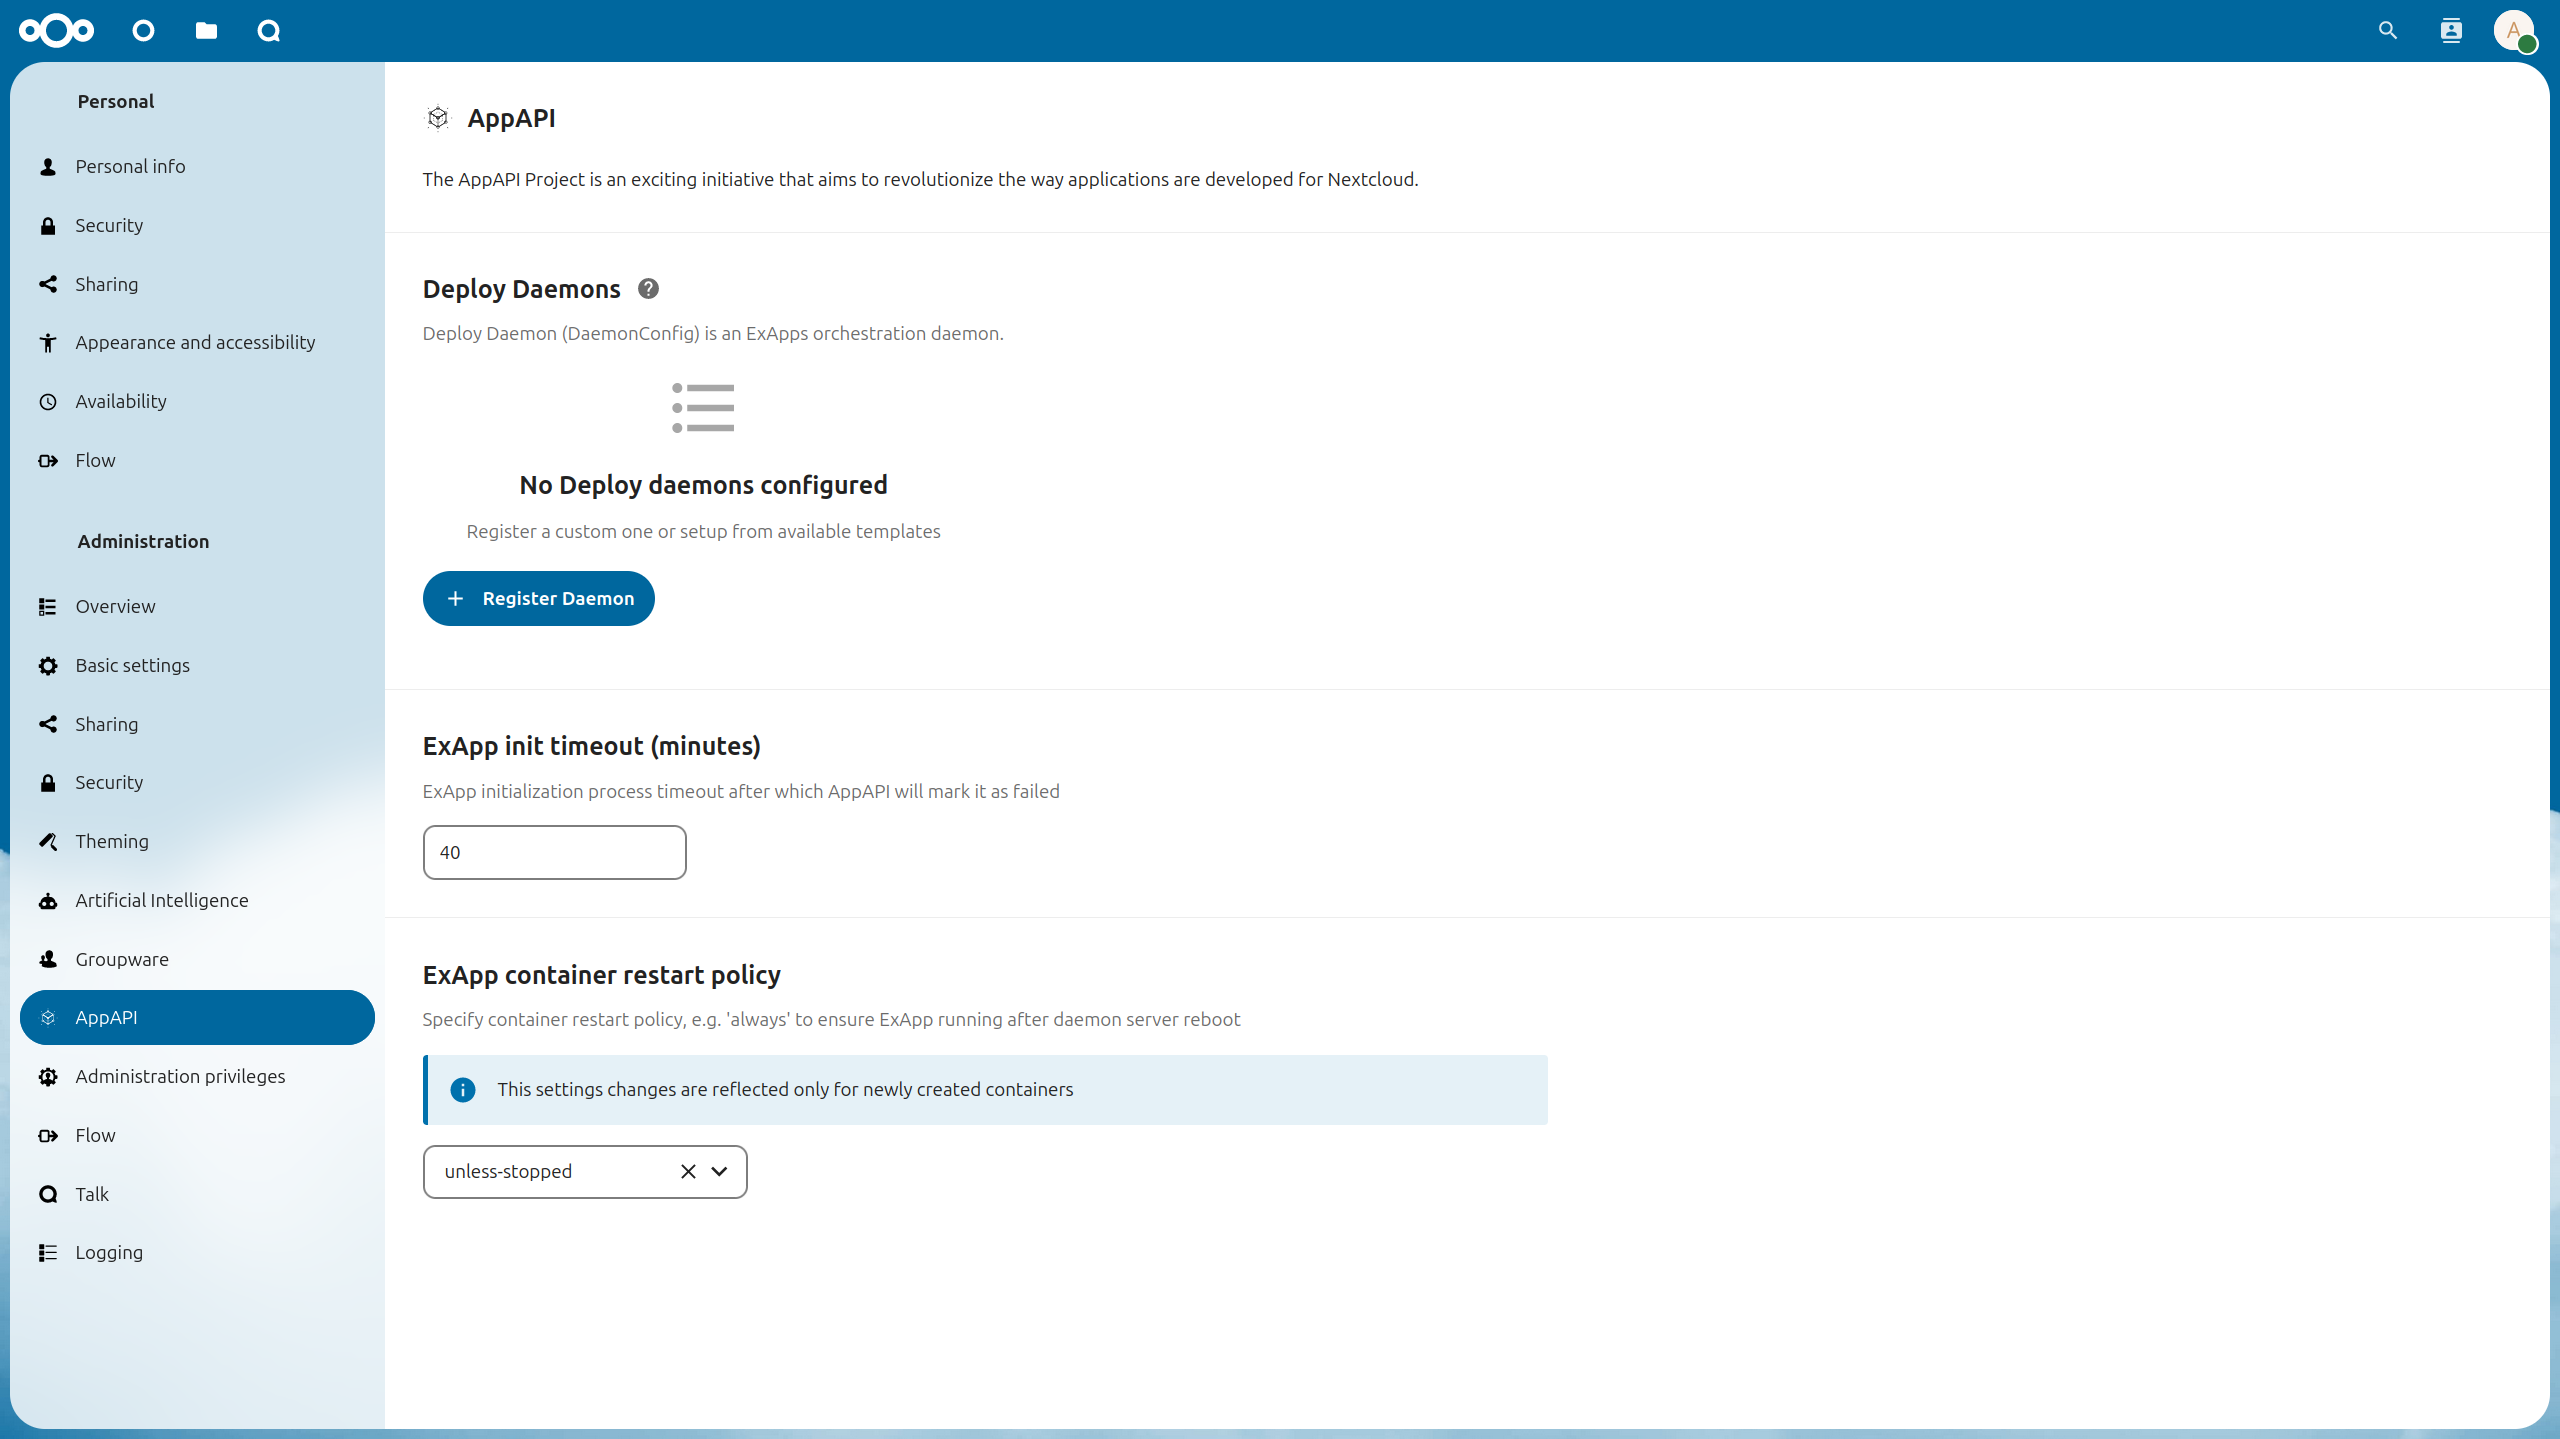 A
Personal
Personal info
Security
Sharing
Appearance and accessibility
Availability
Flow
Administration
Overview
Basic settings
Sharing
Security
Theming
Artificial Intelligence
Groupware
AppAPI
Administration privileges
Flow
Talk
Logging
AppAPI
The AppAPI Project is an exciting initiative that aims to revolutionize the way applications are developed for Nextcloud.
Deploy Daemons
Deploy Daemon (DaemonConfig) is an ExApps orchestration daemon.
No Deploy daemons configured
Register a custom one or setup from available templates
Register Daemon
ExApp init timeout (minutes)
ExApp initialization process timeout after which AppAPI will mark it as failed
40
ExApp container restart policy
Specify container restart policy, e.g. 'always' to ensure ExApp running after daemon server reboot
This settings changes are reflected only for newly created containers
unless-stopped